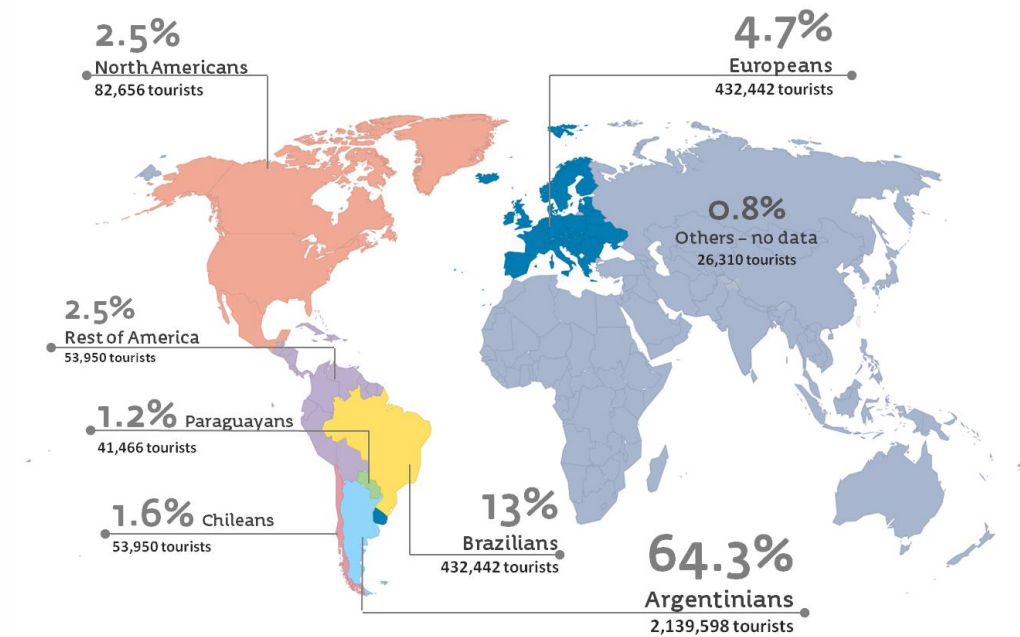 2.5%
North Americans
82,656 tourists
4.7%
Europeans
432,442 tourists
0.8%
Others – no data
26,310 tourists
2.5%
Rest of America
53,950 tourists
1.2% Paraguayans
41,466 tourists
1.6% Chileans
53,950 tourists
13%
Brazilians
432,442 tourists
64.3%
Argentinians
2,139,598 tourists